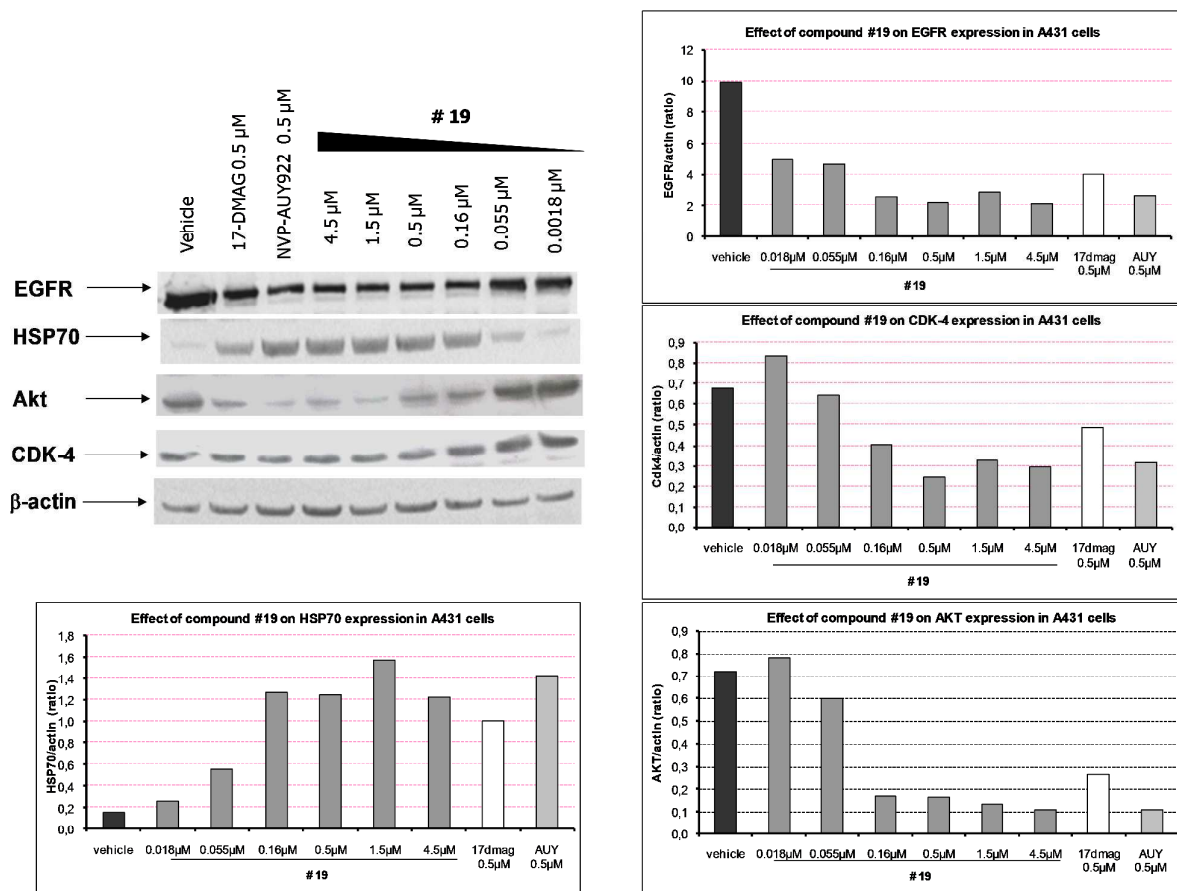 # 19
Vehicle
17-DMAG 0.5 µM
NVP-AUY922 0.5 µM
4.5 µM
1.5 µM
0.5 µM
0.16 µM
0.055 µM
0.0018 µM
EGFR
HSP70
Akt
CDK-4
β-actin
Effect of compound #19 on EGFR expression in A431 cells
EGFR/actin (ratio)
12
10
8
6
4
2
0
vehicle 0.018µM 0.055µM 0.16µM 0.5µM 1.5µM 4.5µM 17dmag AUY
0.5µM 0.5µM
#19
Effect of compound #19 on CDK-4 expression in A431 cells
Cdk4/actin (ratio)
0,9
0,8
0,7
0,6
0,5
0,4
0,3
0,2
0,1
0,0
vehicle 0.018µM 0.055µM 0.16µM 0.5µM 1.5µM 4.5µM 17dmag AUY
0.5µM 0.5µM
#19
Effect of compound #19 on HSP70 expression in A431 cells
HSP70/actin (ratio)
1,8
1,6
1,4
1,2
1,0
0,8
0,6
0,4
0,2
0,0
vehicle 0.018µM 0.055µM 0.16µM 0.5µM 1.5µM 4.5µM 17dmag AUY
0.5µM 0.5µM
#19
Effect of compound #19 on AKT expression in A431 cells
AKT/actin (ratio)
0,9
0,8
0,7
0,6
0,5
0,4
0,3
0,2
0,1
0,0
vehicle 0.018µM 0.055µM 0.16µM 0.5µM 1.5µM 4.5µM 17dmag AUY
0.5µM 0.5µM
#19